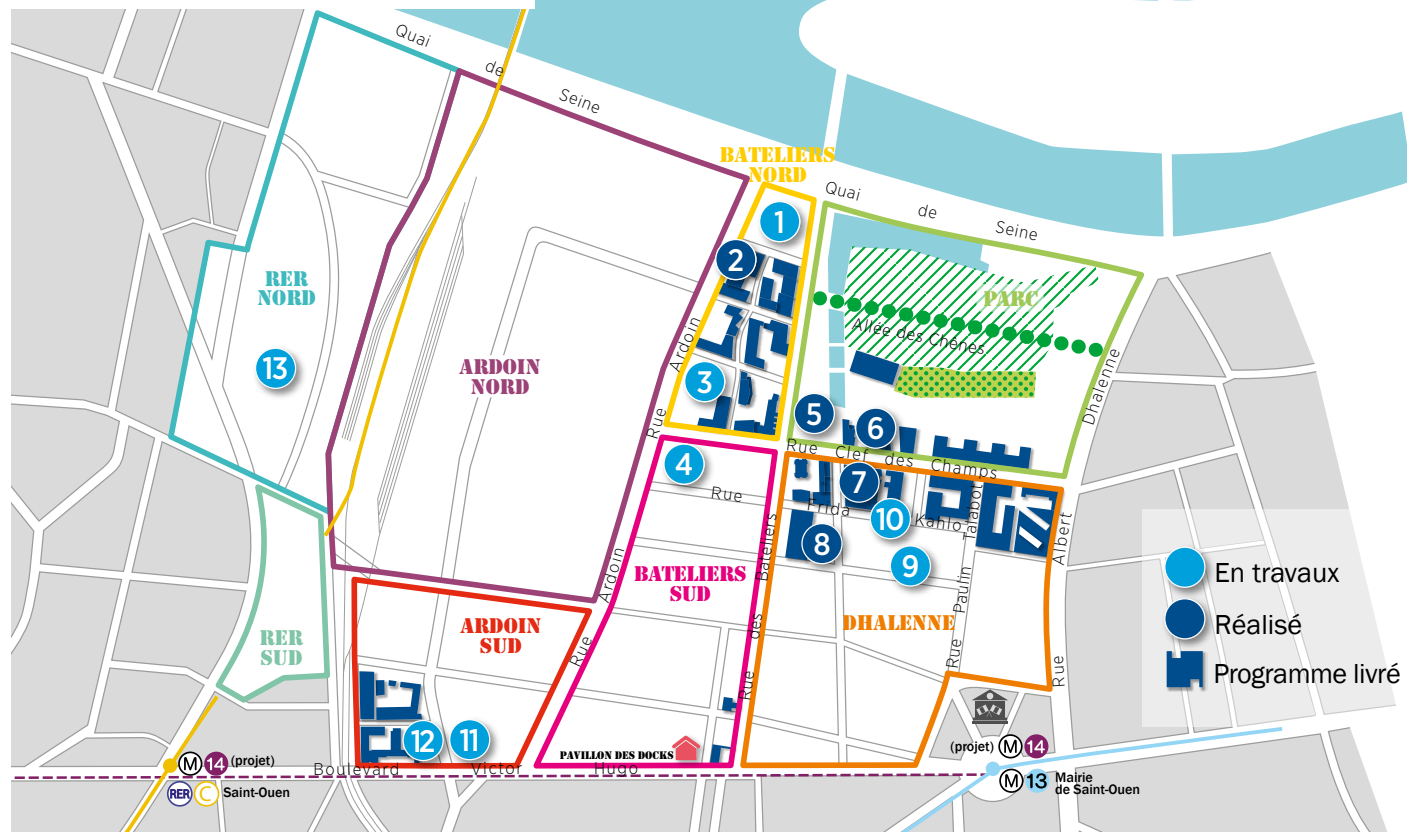 Quai de Seine
BATELIERS
NORD
Quai de Seine
1
2
RER
NORD
PARC
Allée des Chênes
13
ARDOIN
NORD
3
Rue Ardoin
Dhalenne
5
6
Rue Clef des Champs
4
7
Rue Frida Kahlo
10
8
9
Rue des Bateliers
Rue Paulin Talabot
Rue Albert
BATELIERS
SUD
DHALENNE
ARDOIN
SUD
RER
SUD
Rue Ardoin
12
11
PAVILLON DES DOCKS
Boulevard Victor Hugo
M 14 (projet)
RER C Saint-Ouen
(projet) M 14
M 13 Mairie
de Saint-Ouen
En travaux
Réalisé
Programme livré